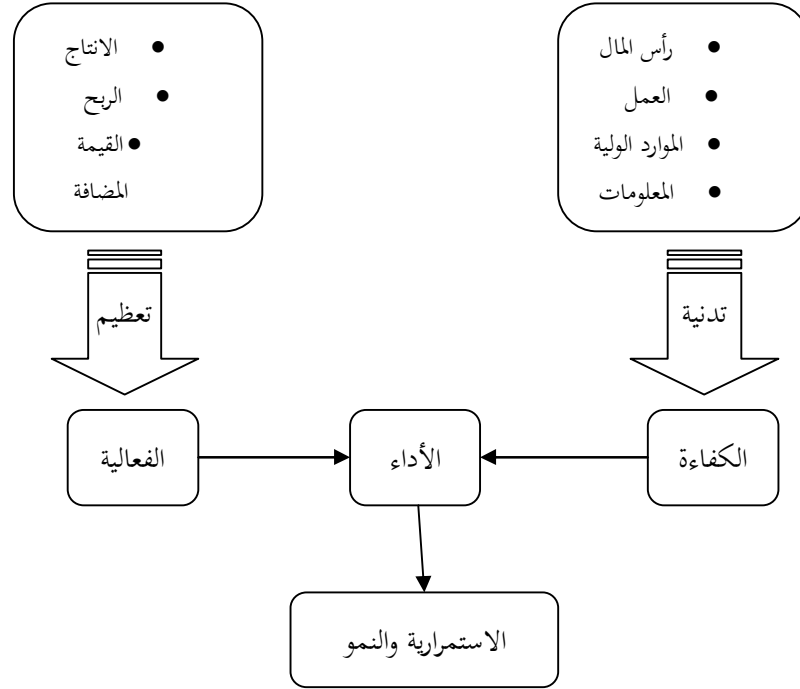 ● رأس المال
● العمل
● الموارد الولية
● المعلومات
● الانتاج
● الربح
● القيمة
المضافة
تدنية
تعظيم
الكفاءة
الأداء
الفعالية
الاستمرارية والنمو